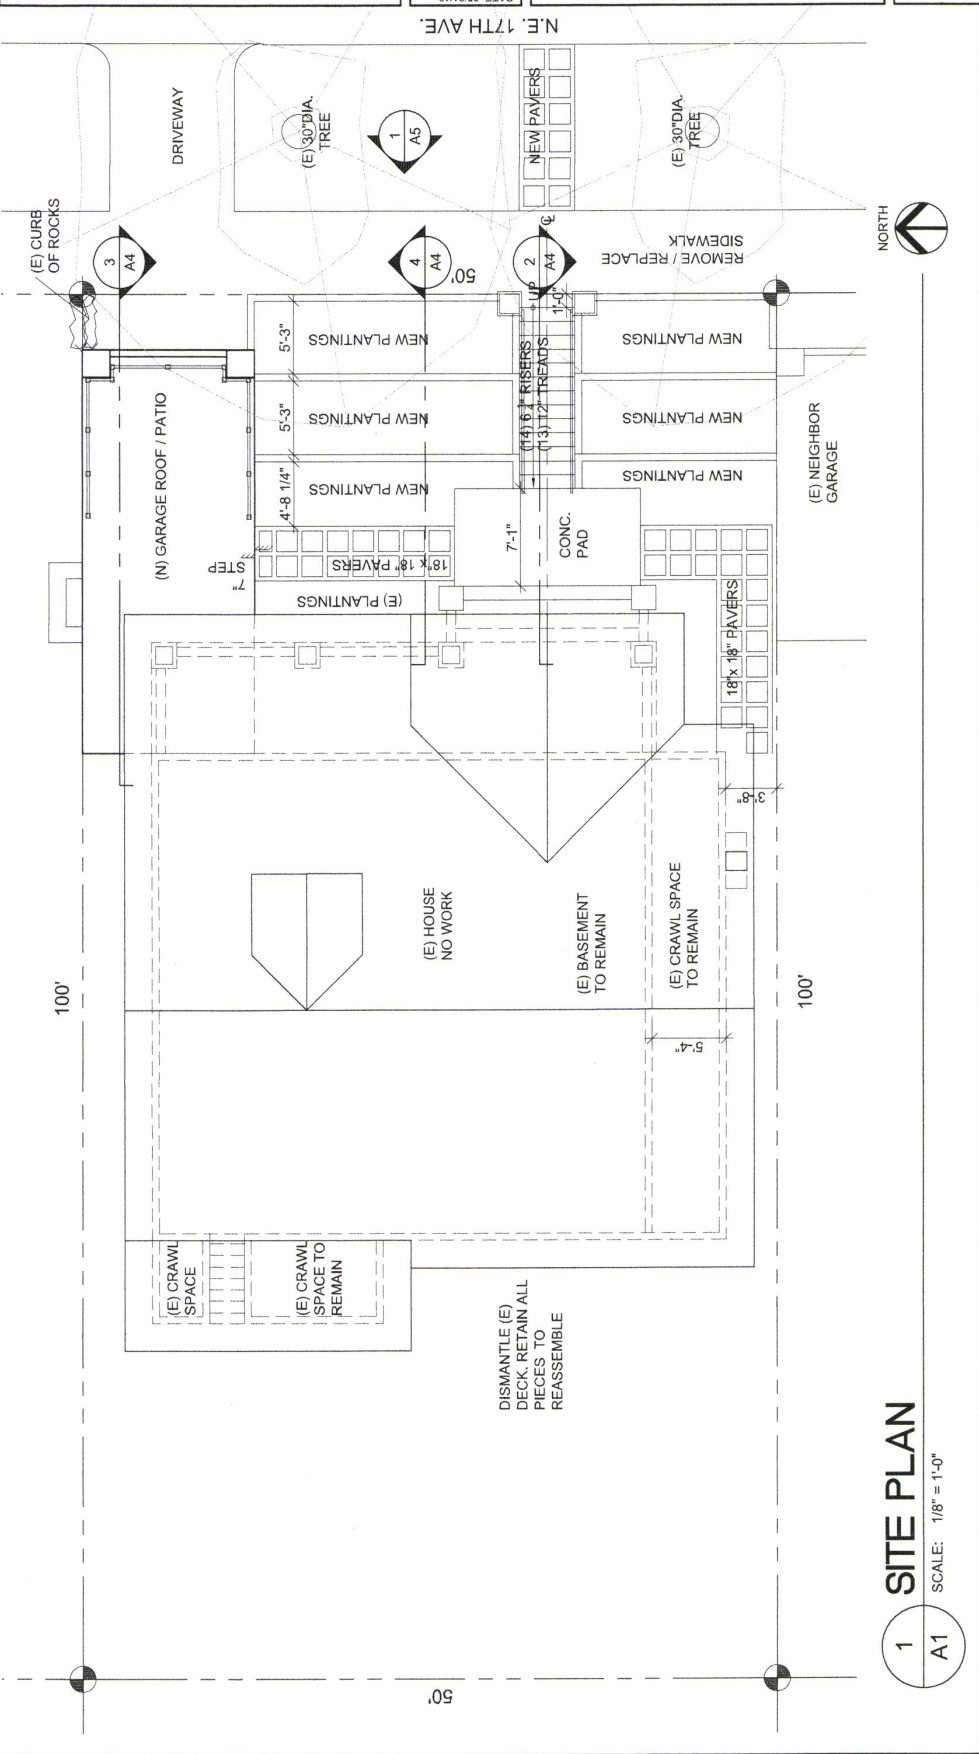 N.E. 17TH AVE.
DRIVEWAY
(E) 30"DIA.
TREE
1
A5
NEW PAVERS
(E) 30"DIA.
TREE
(E) CURB
OF ROCKS
3
A4
4
A4
50'
2
A4
REMOVE / REPLACE
SIDEWALK
NORTH
5'-3"
5'-3"
4'-8 1/4"
NEW PLANTINGS
NEW PLANTINGS
NEW PLANTINGS
UP
1'-0"
(14) 6 RISERS
(13) 12" TREADS
NEW PLANTINGS
NEW PLANTINGS
NEW PLANTINGS
(N) GARAGE ROOF / PATIO
7"
STEP
18" x 18" PAVERS
(E) PLANTINGS
7'-1"
CONC.
PAD
18"x 18" PAVERS
(E) NEIGHBOR
GARAGE
3'-8"
100'
(E) HOUSE
NO WORK
(E) BASEMENT
TO REMAIN
(E) CRAWL SPACE
TO REMAIN
100'
5'-4"
(E) CRAWL
SPACE
(E) CRAWL
SPACE TO
REMAIN
DISMANTLE (E)
DECK. RETAIN ALL
PIECES TO
REASSEMBLE
50'
1
A1
SITE PLAN
SCALE: 1/8" = 1'-0"